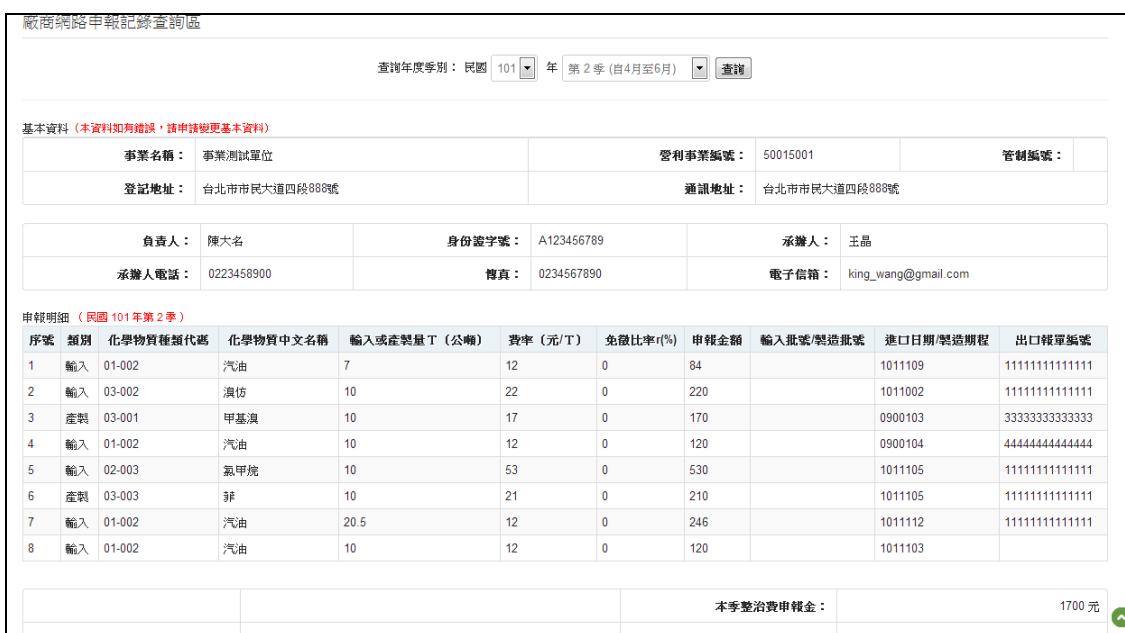 廠商網路申報記錄查詢區
查詢年度季別： 民國 101 年 第 2 季 (自4月至6月) 查詢
基本資料（本資料如有錯誤，請申請變更基本資料）
事業名稱： 事業測試單位 營利事業編號： 50015001 管制編號：
登記地址： 台北市市民大道四段888號 通訊地址： 台北市市民大道四段888號
負責人： 陳大名 身份證字號： A123456789 承辦人： 王晶
承辦人電話： 0223458900 傳真： 0234567890 電子信箱： king_wang@gmail.com
申報明細 （ 民國 101 年第 2 季 ）
序號 類別 化學物質種類代碼 化學物質中文名稱 輸入或產製量T（公噸） 費率（元/T） 免徵比率r(%) 申報金額 輸入批號/製造批號 進口日期/製造期程 出口報單編號
1 輸入 01-002 汽油 7 12 0 84 1011109 11111111111111
2 輸入 03-002 溴仿 10 22 0 220 1011002 11111111111111
3 產製 03-001 甲基溴 10 17 0 170 0900103 33333333333333
4 輸入 01-002 汽油 10 12 0 120 0900104 44444444444444
5 輸入 02-003 氯甲烷 10 53 0 530 1011105 11111111111111
6 產製 03-003 菲 10 21 0 210 1011105 11111111111111
7 輸入 01-002 汽油 20.5 12 0 246 1011112 11111111111111
8 輸入 01-002 汽油 10 12 0 120 1011103
本季整治費申報金： 1700 元